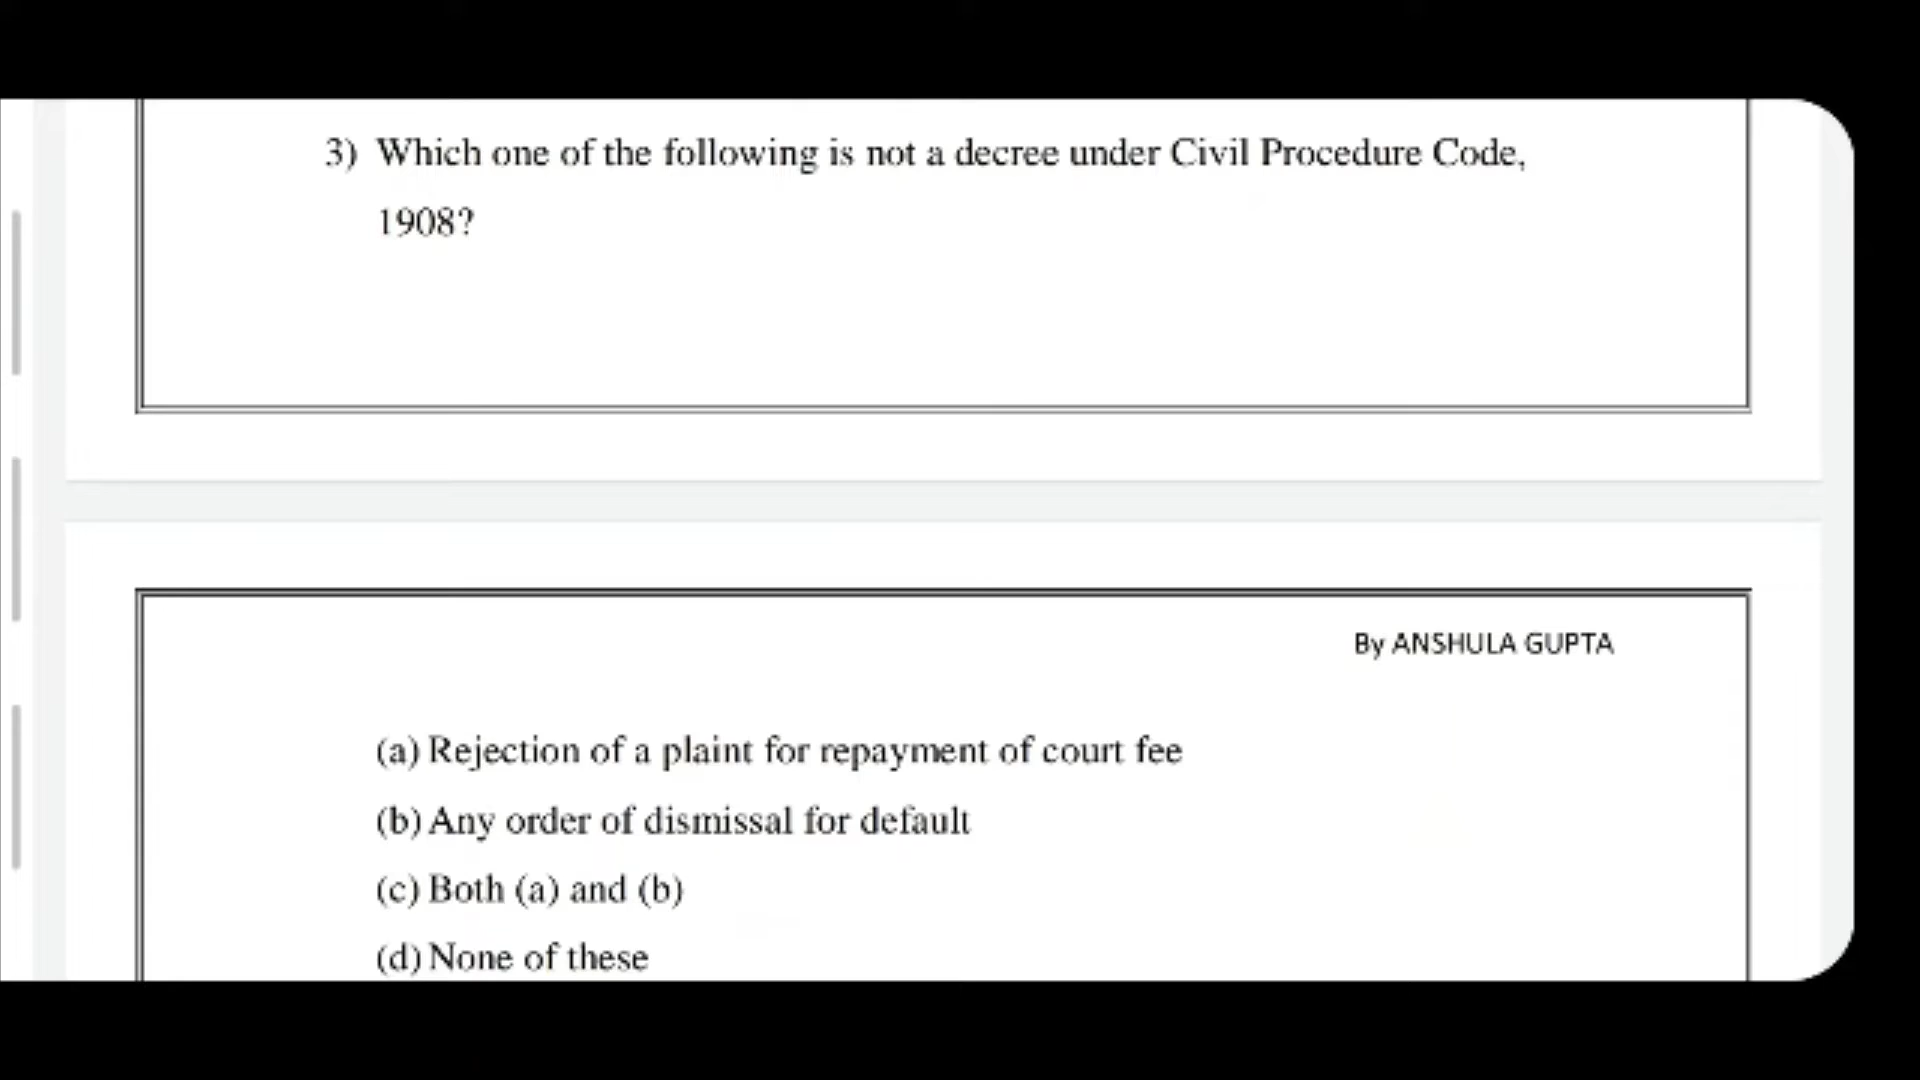 3) Which one of the following is not a decree under Civil Procedure Code,
1908?
By ANSHULA GUPTA
(a) Rejection of a plaint for repayment of court fee
(b) Any order of dismissal for default
(c) Both (a) and (b)
(d) None of these